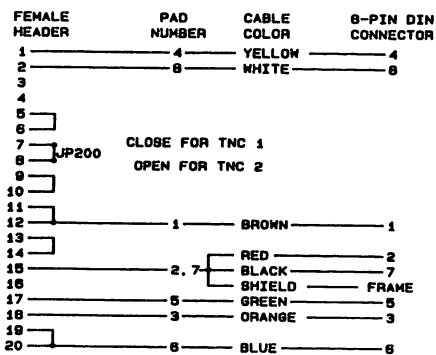 FEMALE HEADER PAD NUMBER CABLE COLOR 8-PIN DIN CONNECTOR
1 4 YELLOW 4
2 8 WHITE 8
3
4
5
6
7 JP200 CLOSE FOR TNC 1
8 OPEN FOR TNC 2
9
10
11
12 1 BROWN 1
13
14 RED 2
15 2, 7 BLACK 7
16 SHIELD FRAME
17 5 GREEN 5
18 3 ORANGE 3
19
20 6 BLUE 6